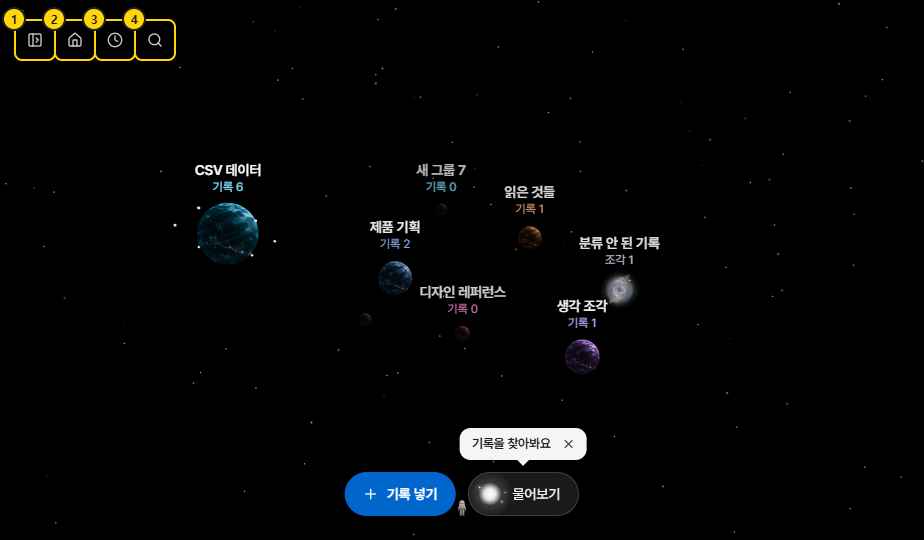 1 2 3 4
CSV 데이터
기록 6
새 그룹 7
기록 0
읽은 것들
기록 1
제품 기획
기록 2
분류 안 된 기록
조각 1
디자인 레퍼런스
기록 0
생각 조각
기록 1
기록을 찾아봐요
기록 넣기
물어보기